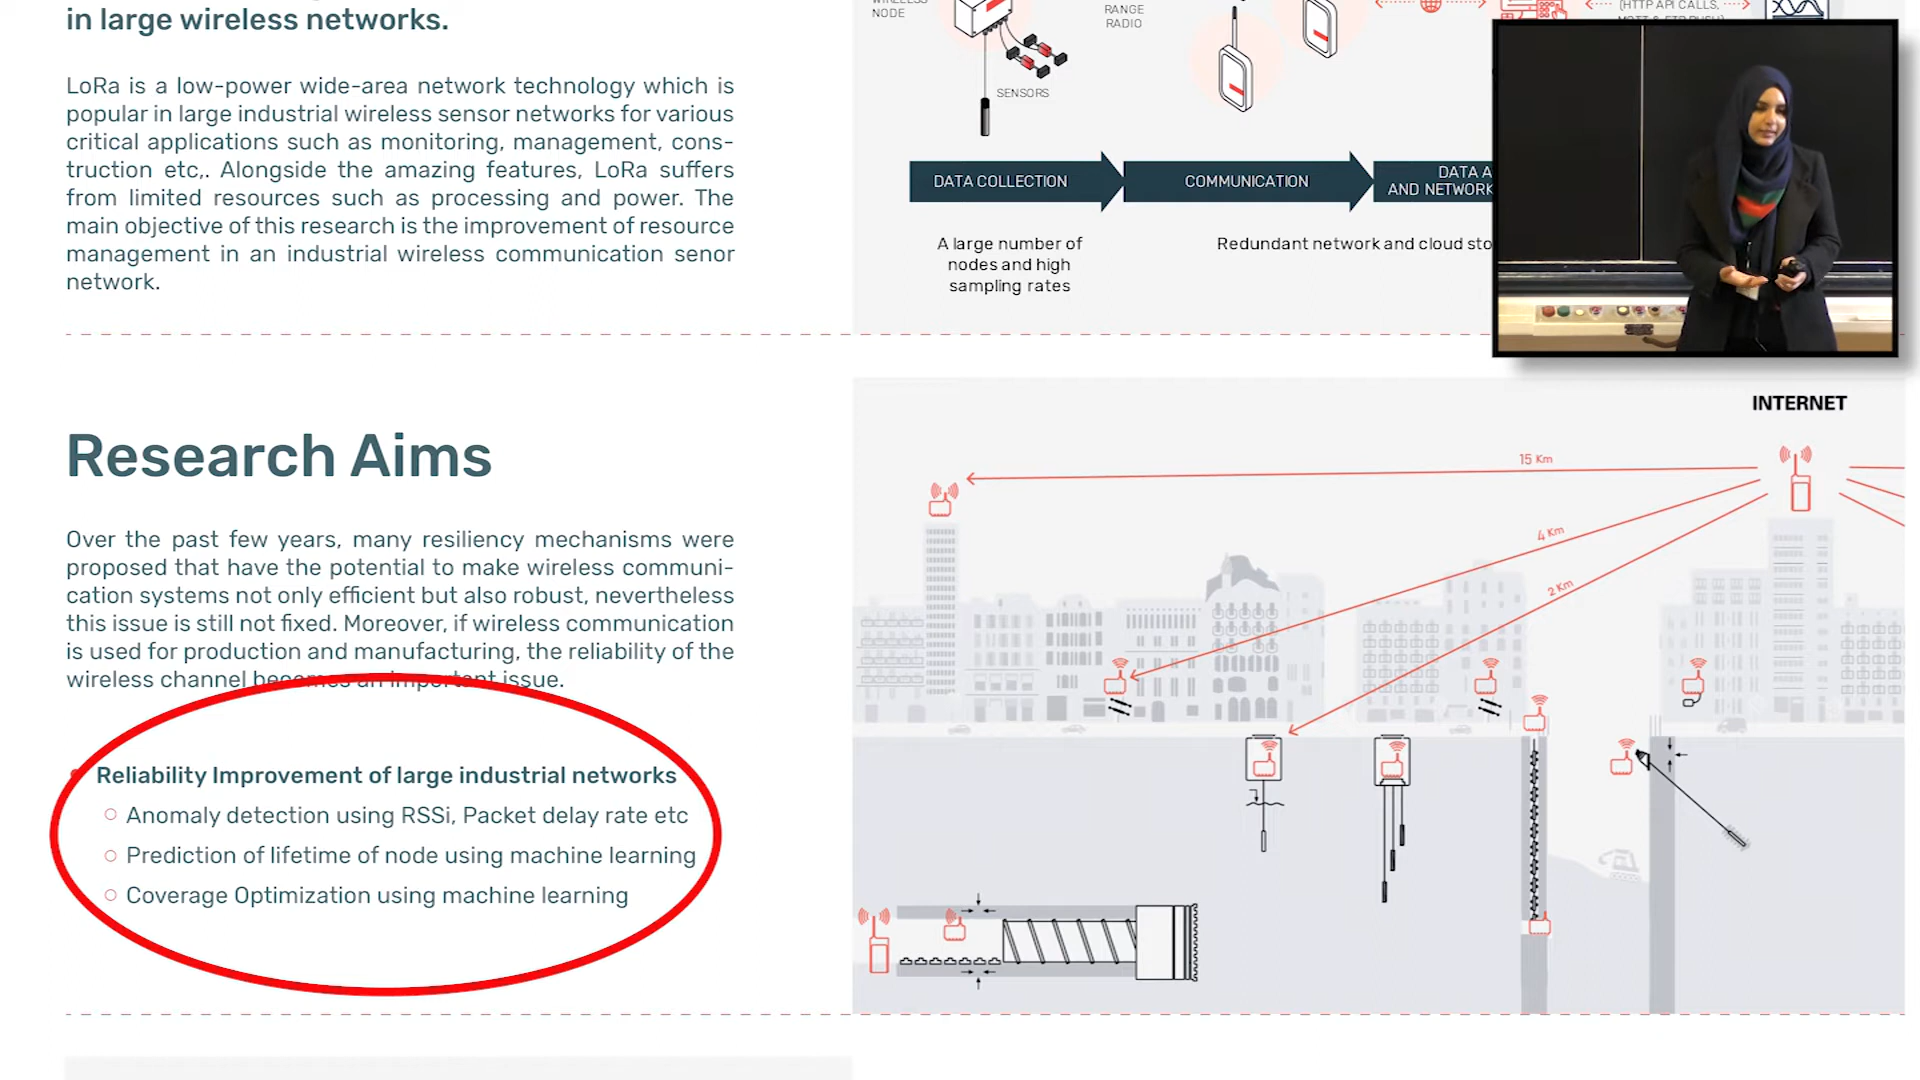 in large wireless networks.
LoRa is a low-power wide-area network technology which is
popular in large industrial wireless sensor networks for various
critical applications such as monitoring, management, cons-
truction etc,. Alongside the amazing features, LoRa suffers
from limited resources such as processing and power. The
main objective of this research is the improvement of resource
management in an industrial wireless communication senor
network.
NODE
SENSORS
RANGE
RADIO
(HTTP API CALLS,
DATA COLLECTION
COMMUNICATION
DATA A
AND NETWORK
A large number of
nodes and high
sampling rates
Redundant network and cloud sto
Research Aims
Over the past few years, many resiliency mechanisms were
proposed that have the potential to make wireless communi-
cation systems not only efficient but also robust, nevertheless
this issue is still not fixed. Moreover, if wireless communication
is used for production and manufacturing, the reliability of the
wireless channel becomes an important issue.
Reliability Improvement of large industrial networks
Anomaly detection using RSSi, Packet delay rate etc
Prediction of lifetime of node using machine learning
Coverage Optimization using machine learning
INTERNET
15 Km
4 Km
2 Km